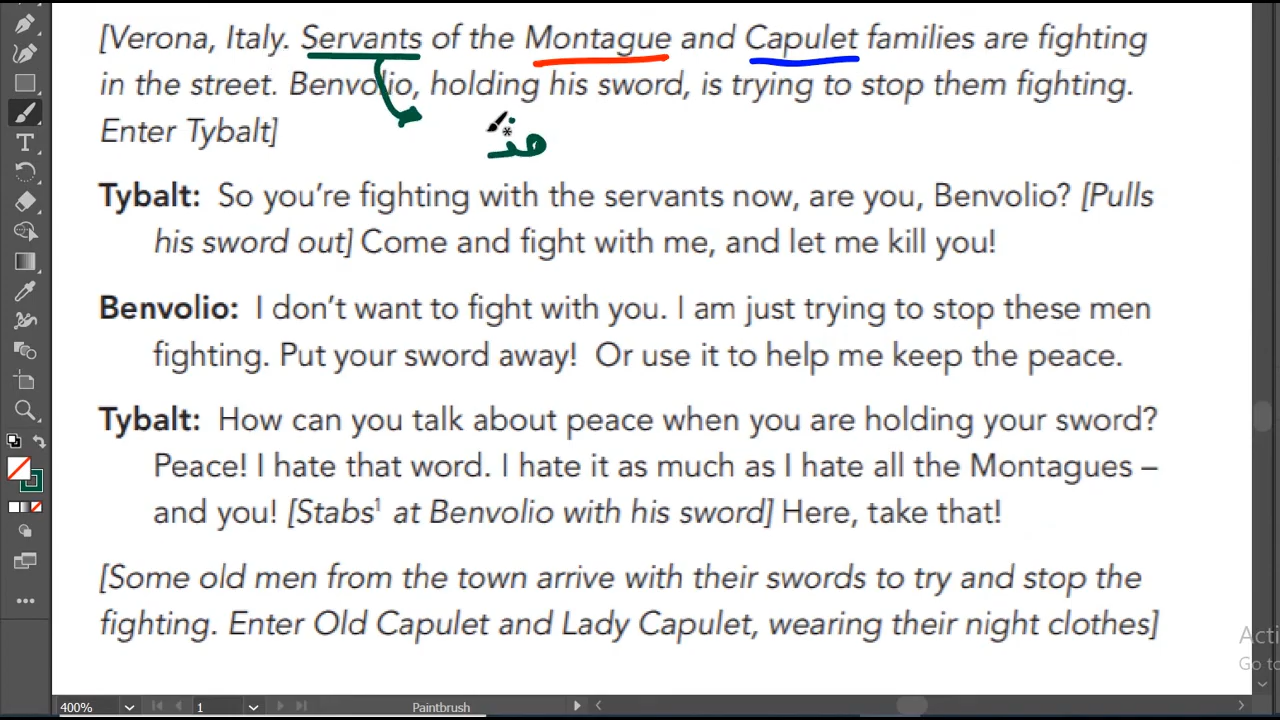 [Verona, Italy. Servants of the Montague and Capulet families are fighting
in the street. Benvolio, holding his sword, is trying to stop them fighting.
Enter Tybalt]
Tybalt: So you're fighting with the servants now, are you, Benvolio? [Pulls
his sword out] Come and fight with me, and let me kill you!
Benvolio: I don't want to fight with you. I am just trying to stop these men
fighting. Put your sword away! Or use it to help me keep the peace.
Tybalt: How can you talk about peace when you are holding your sword?
Peace! I hate that word. I hate it as much as I hate all the Montagues –
and you! [Stabs¹ at Benvolio with his sword] Here, take that!
[Some old men from the town arrive with their swords to try and stop the
fighting. Enter Old Capulet and Lady Capulet, wearing their night clothes]
Acti
Go to
400%
1
Paintbrush